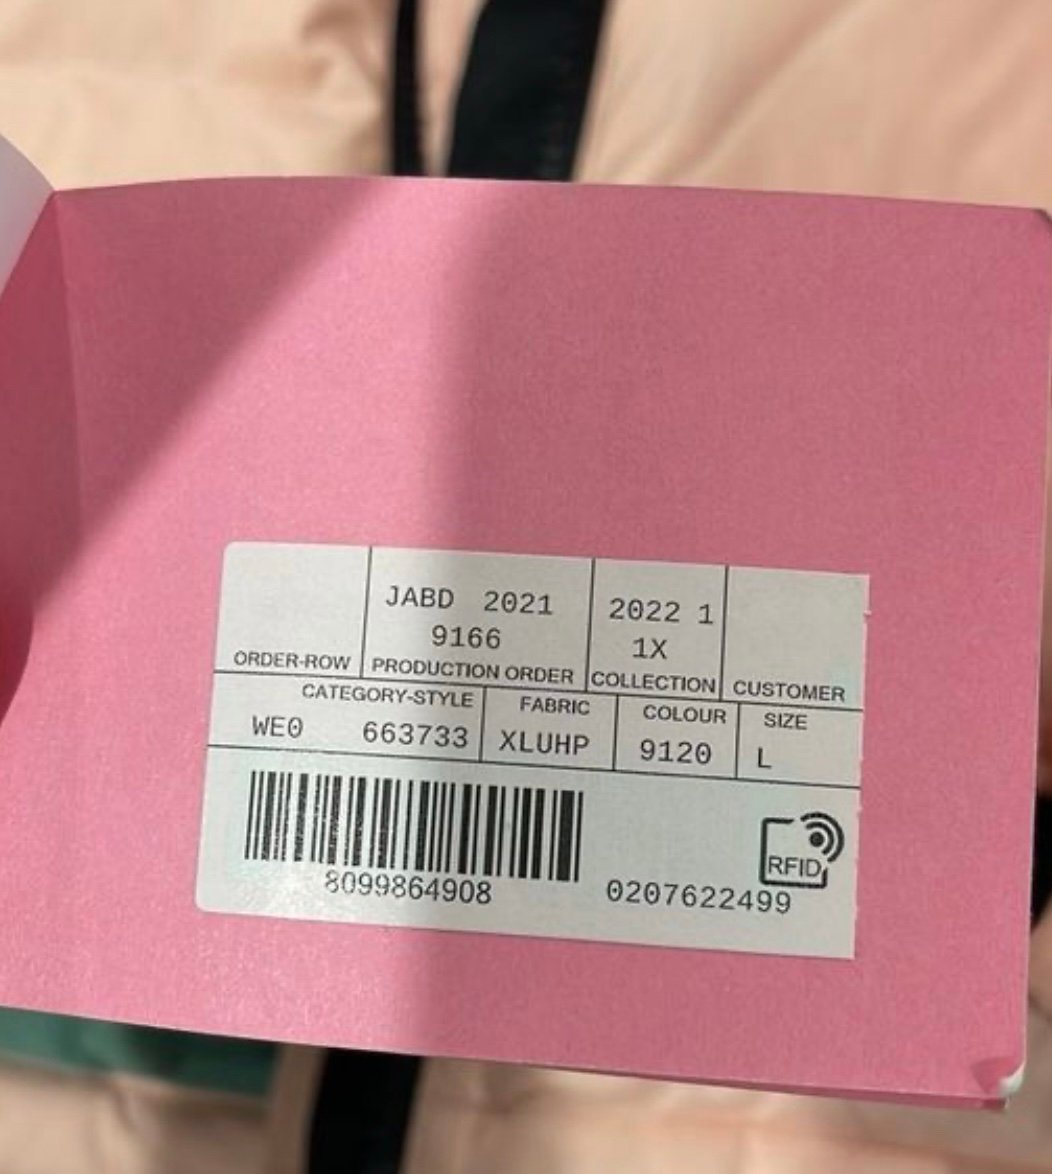 JABD 2021
9166
2022 1
1X
ORDER-ROW
PRODUCTION ORDER
COLLECTION
CUSTOMER
CATEGORY-STYLE
FABRIC
COLOUR
SIZE
WE0 663733
XLUHP
9120
L
RFID
8099864908
0207622499